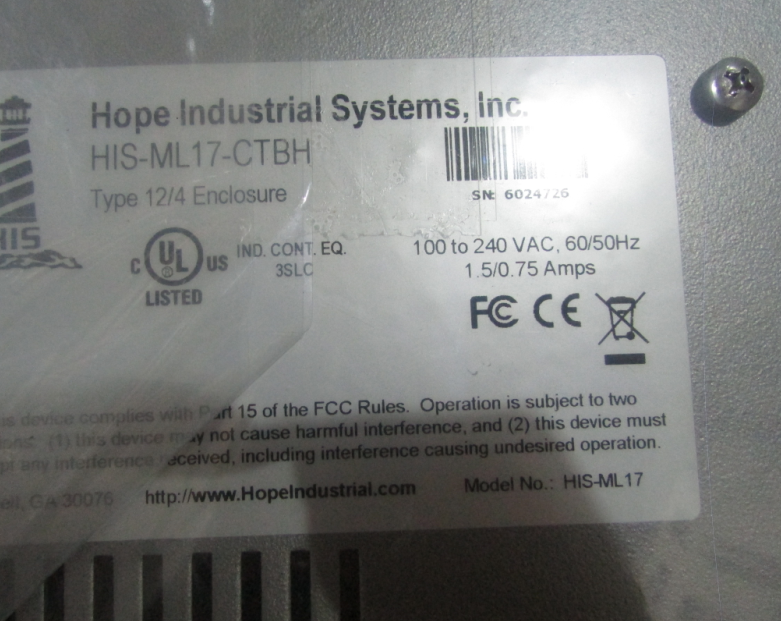 Hope Industrial Systems, Inc.
HIS-ML17-CTBH
Type 12/4 Enclosure
SN: 6024726
HIS
C UL US
LISTED
IND. CONT. EQ.
3SLC
100 to 240 VAC, 60/50Hz
1.5/0.75 Amps
FC CE
device complies with Part 15 of the FCC Rules. Operation is subject to two
(1) this device may not cause harmful interference, and (2) this device must
any interference received, including interference causing undesired operation.
GA 30076 http://www.HopeIndustrial.com Model No.: HIS-ML17